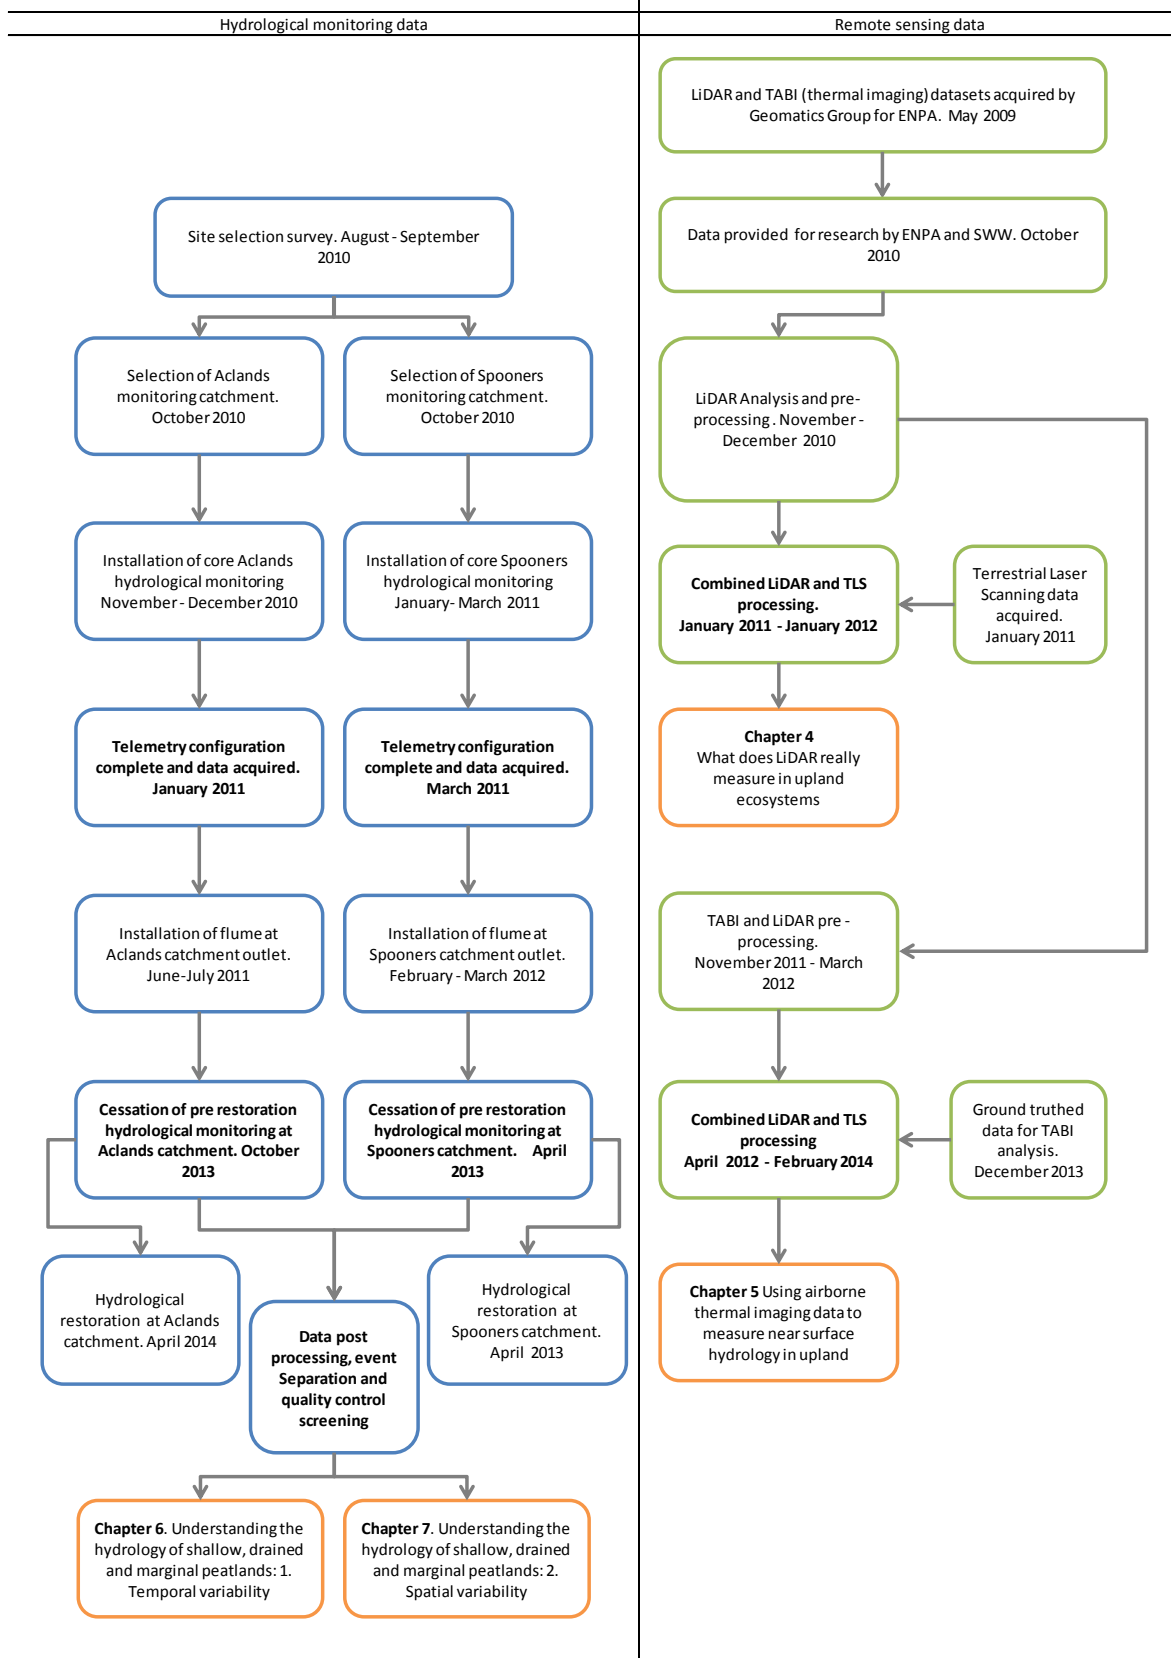 Hydrological monitoring data
Remote sensing data
Site selection survey. August - September
2010
Selection of Aclands
monitoring catchment.
October 2010
Selection of Spooners
monitoring catchment.
October 2010
Installation of core Aclands
hydrological monitoring
November - December 2010
Installation of core Spooners
hydrological monitoring
January- March 2011
Telemetry configuration
complete and data acquired.
January 2011
Telemetry configuration
complete and data acquired.
March 2011
Installation of flume at
Aclands catchment outlet.
June-July 2011
Installation of flume at
Spooners catchment outlet.
February - March 2012
Cessation of pre restoration
hydrological monitoring at
Aclands catchment. October
2013
Cessation of pre restoration
hydrological monitoring at
Spooners catchment. April
2013
Hydrological
restoration at Aclands
catchment. April 2014
Data post
processing, event
Separation and
quality control
screening
Hydrological
restoration at
Spooners catchment.
April 2013
Chapter 6. Understanding the
hydrology of shallow, drained
and marginal peatlands: 1.
Temporal variability
Chapter 7. Understanding the
hydrology of shallow, drained
and marginal peatlands: 2.
Spatial variability
LiDAR and TABI (thermal imaging) datasets acquired by
Geomatics Group for ENPA. May 2009
Data provided for research by ENPA and SWW. October
2010
LiDAR Analysis and pre-
processing. November -
December 2010
Combined LiDAR and TLS
processing.
January 2011 - January 2012
Terrestrial Laser
Scanning data
acquired.
January 2011
Chapter 4
What does LiDAR really
measure in upland
ecosystems
TABI and LiDAR pre -
processing.
November 2011 - March
2012
Combined LiDAR and TLS
processing
April 2012 - February 2014
Ground truthed
data for TABI
analysis.
December 2013
Chapter 5 Using airborne
thermal imaging data to
measure near surface
hydrology in upland